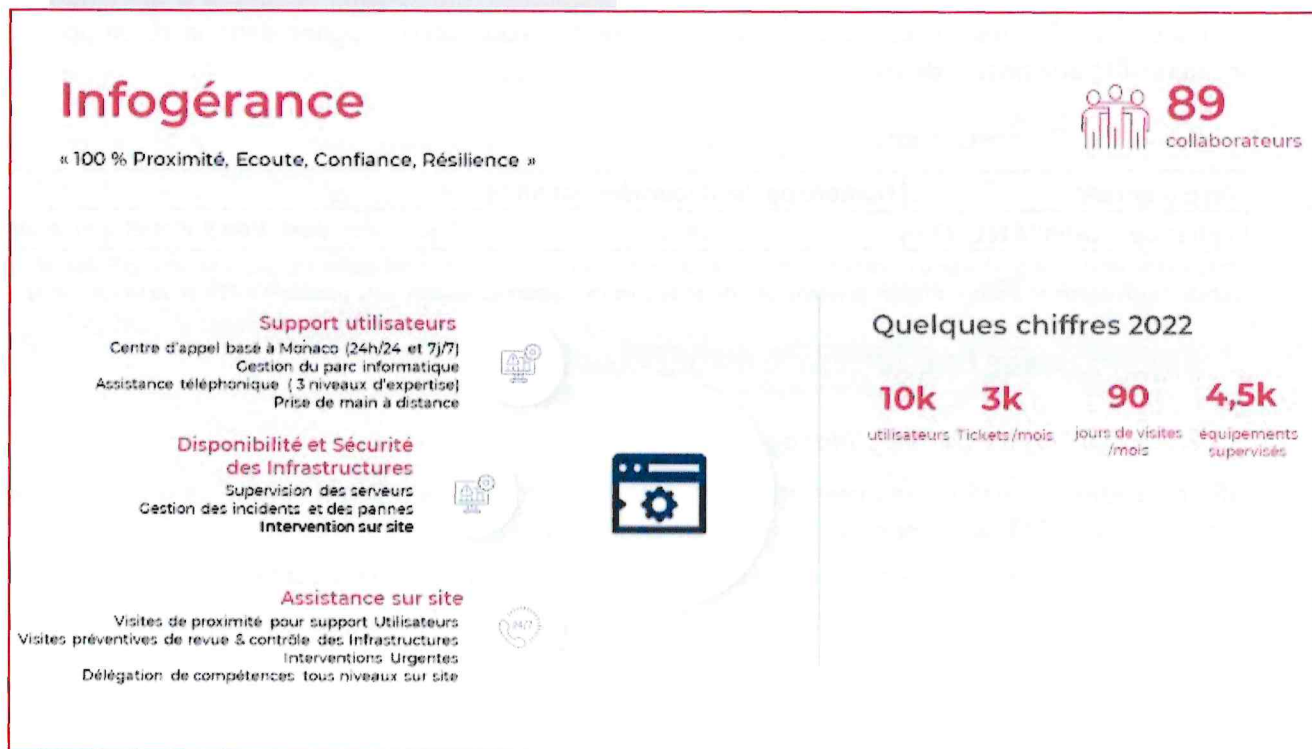 Infogérance
89
collaborateurs
« 100 % Proximité, Ecoute, Confiance, Résilience »
Support utilisateurs
Centre d'appel basé à Monaco (24h/24 et 7j/7)
Gestion du parc informatique
Assistance téléphonique ( 3 niveaux d'expertise)
Prise de main à distance
Disponibilité et Sécurité
des Infrastructures
Supervision des serveurs
Gestion des incidents et des pannes
Intervention sur site
Assistance sur site
24/7
Visites de proximité pour support Utilisateurs
Visites préventives de revue & contrôle des Infrastructures
Interventions Urgentes
Délégation de compétences tous niveaux sur site
Quelques chiffres 2022
10k 3k 90 4,5k
utilisateurs Tickets/mois jours de visites équipements
/mois supervisés